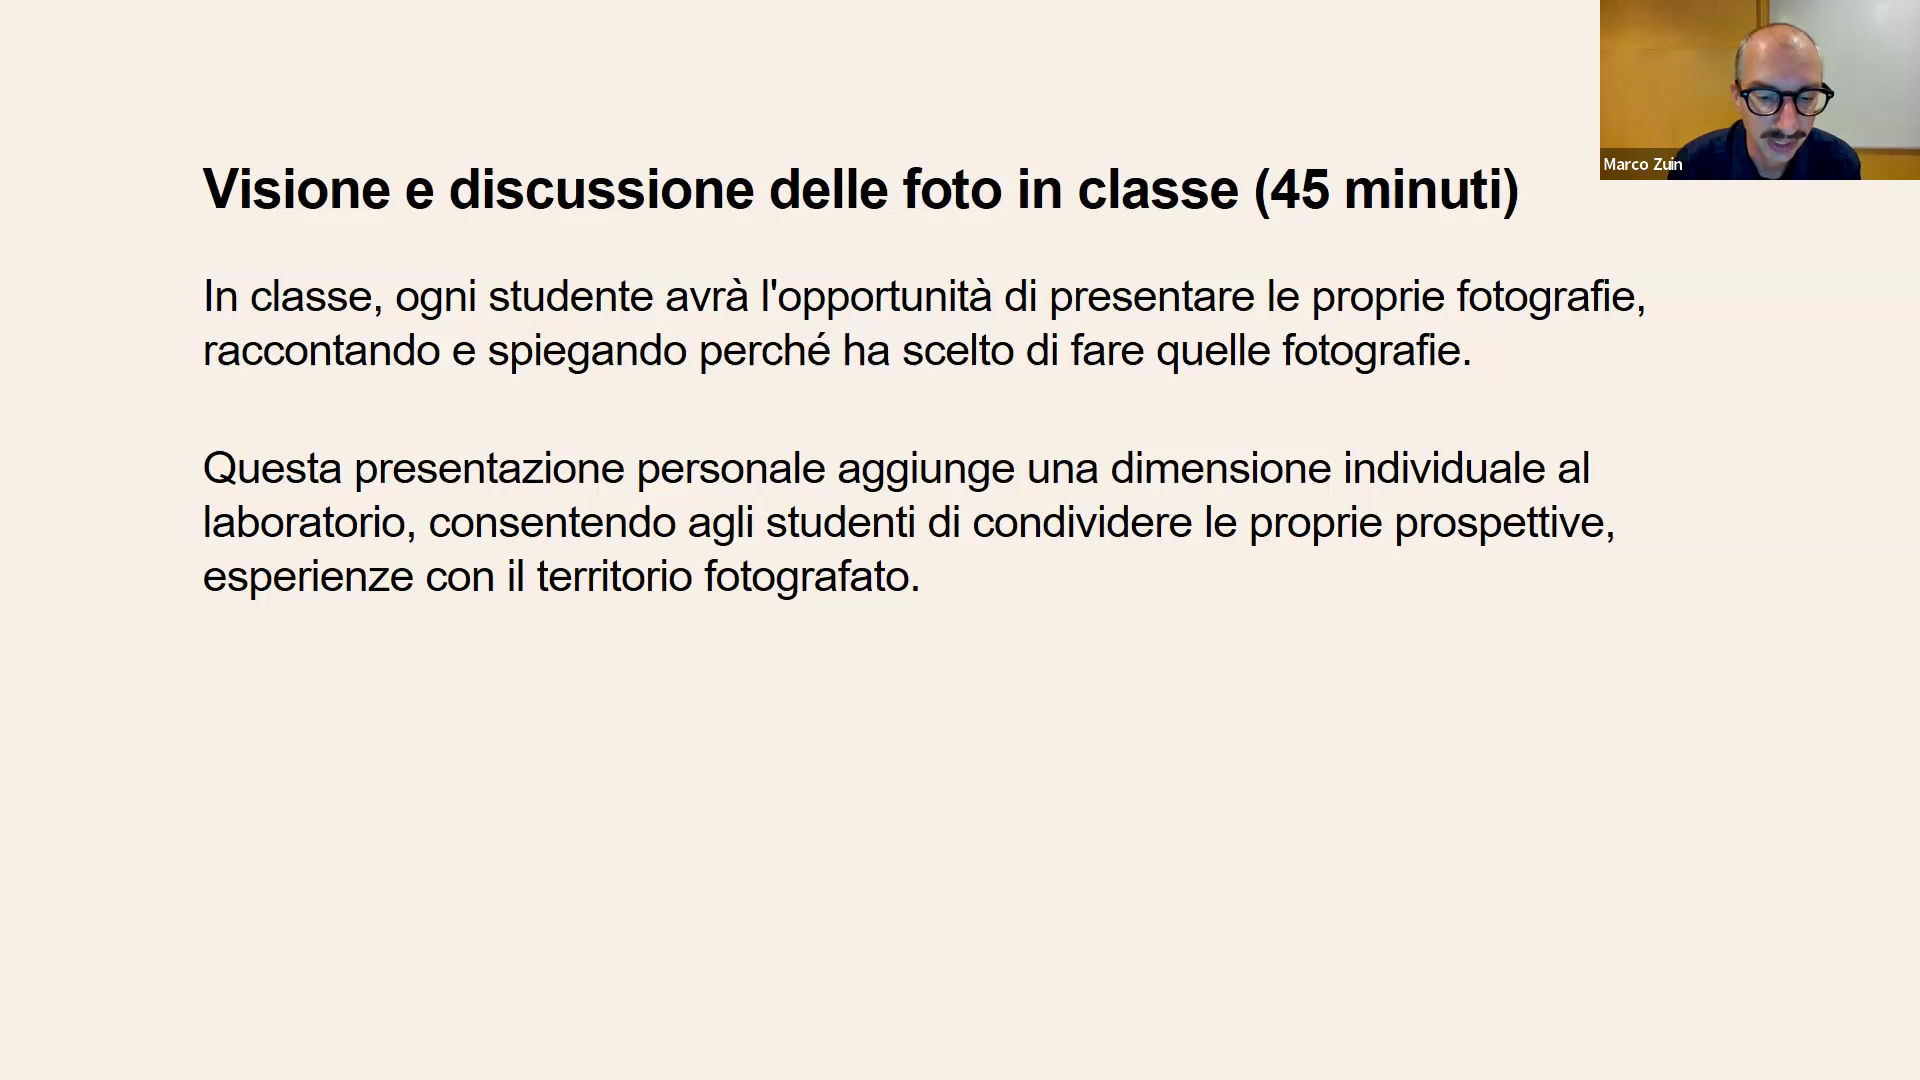 Visione e discussione delle foto in classe (45 minuti)
Marco Zuin
In classe, ogni studente avrà l'opportunità di presentare le proprie fotografie,
raccontando e spiegando perché ha scelto di fare quelle fotografie.
Questa presentazione personale aggiunge una dimensione individuale al
laboratorio, consentendo agli studenti di condividere le proprie prospettive,
esperienze con il territorio fotografato.